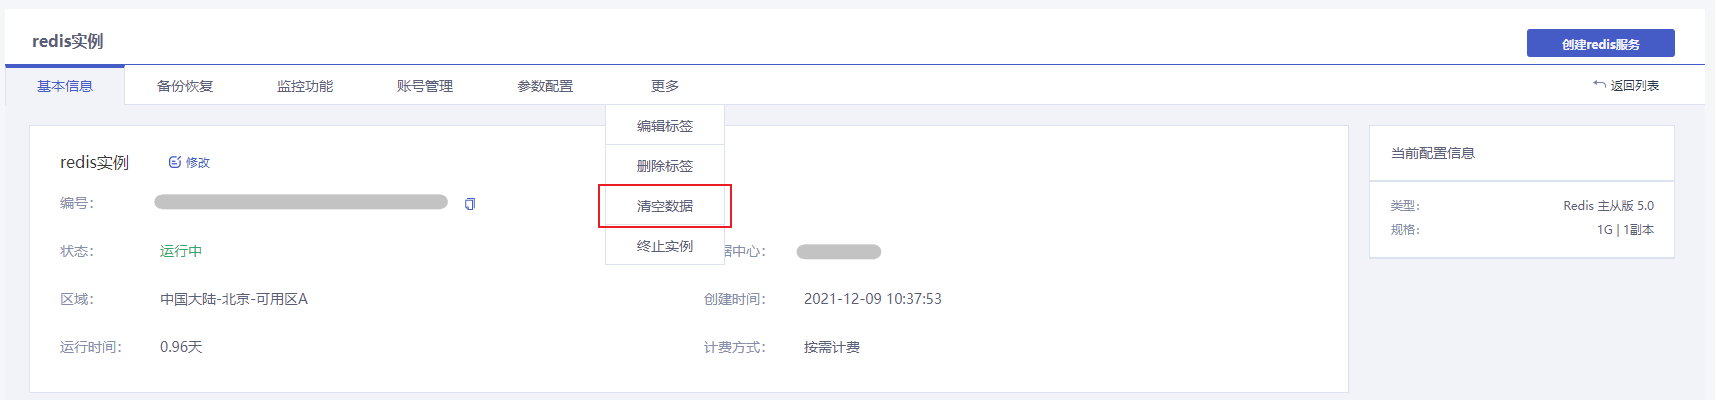 redis实例
创建redis服务
基本信息 备份恢复 监控功能 账号管理 参数配置 更多 返回列表
编辑标签
删除标签
清空数据
终止实例
redis实例 修改
编号：
状态： 运行中 据中心：
区域： 中国大陆-北京-可用区A 创建时间： 2021-12-09 10:37:53
运行时间： 0.96天 计费方式： 按需计费
当前配置信息
类型： Redis 主从版 5.0
规格： 1G | 1副本